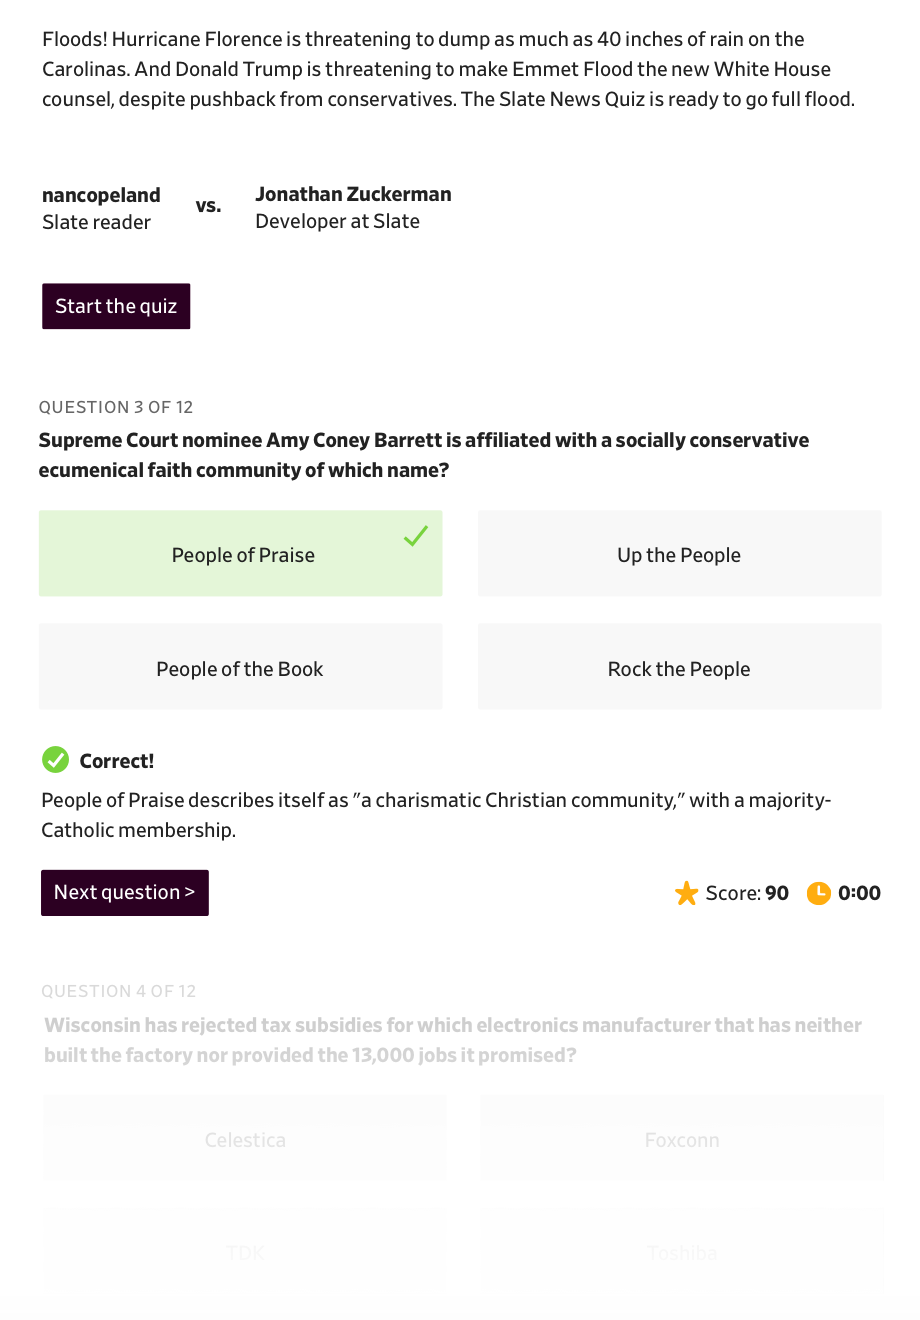 Floods! Hurricane Florence is threatening to dump as much as 40 inches of rain on the
Carolinas. And Donald Trump is threatening to make Emmet Flood the new White House
counsel, despite pushback from conservatives. The Slate News Quiz is ready to go full flood.
nancopeland
Slate reader
vs.
Jonathan Zuckerman
Developer at Slate
Start the quiz
QUESTION 3 OF 12
Supreme Court nominee Amy Coney Barrett is affiliated with a socially conservative
ecumenical faith community of which name?
People of Praise
Up the People
People of the Book
Rock the People
Correct!
People of Praise describes itself as "a charismatic Christian community," with a majority-
Catholic membership.
Next question >
Score: 90
0:00
QUESTION 4 OF 12
Wisconsin has rejected tax subsidies for which electronics manufacturer that has neither
built the factory nor provided the 13,000 jobs it promised?
Celestica
Foxconn
TDK
Toshiba